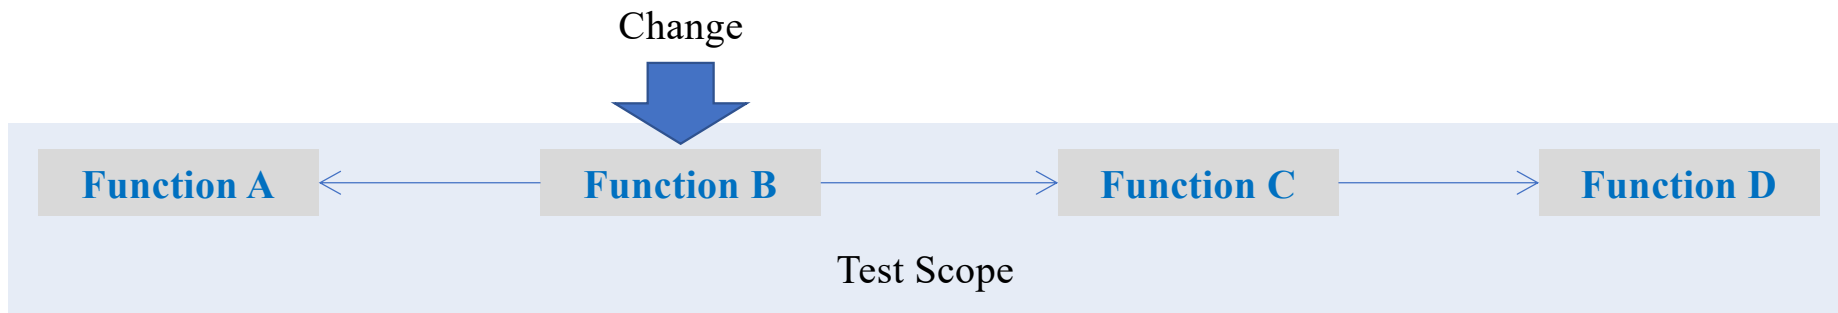 Change
Function A
Function B
Function C
Function D
Test Scope